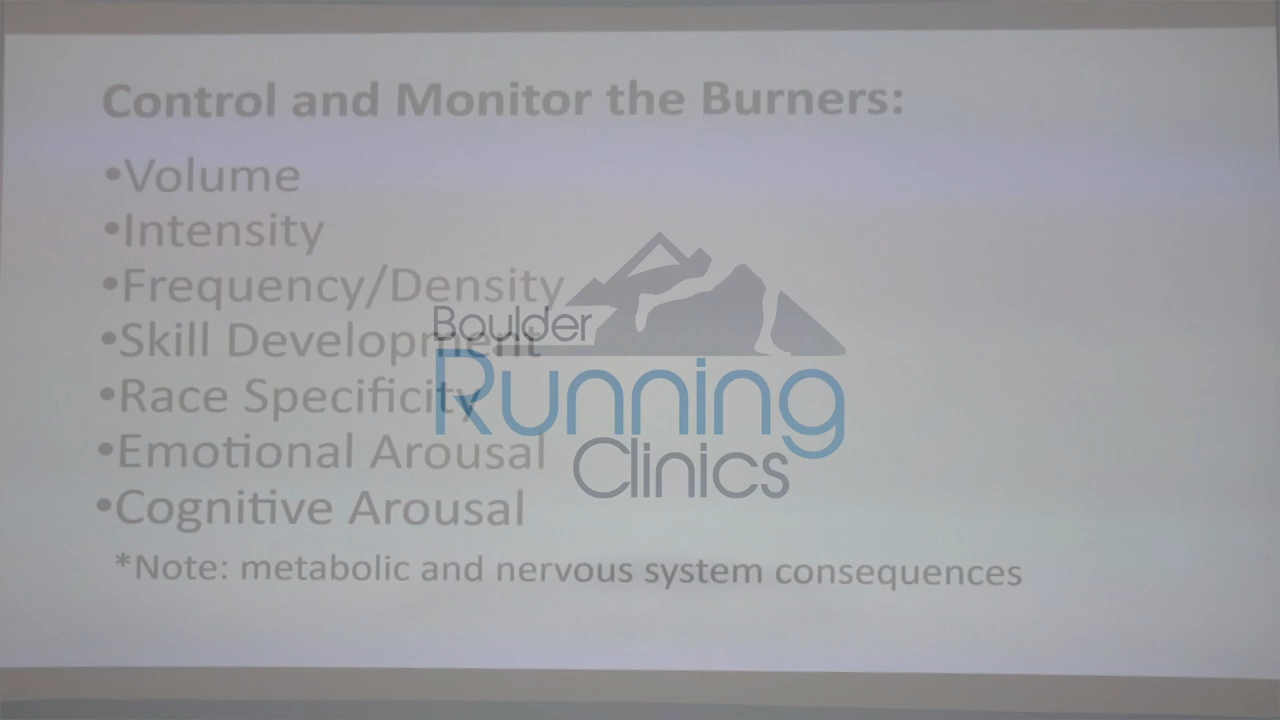 Control and Monitor the Burners:
•Volume
•Intensity
•Frequency/Density
•Skill Development
•Race Specificity
•Emotional Arousal
•Cognitive Arousal
*Note: metabolic and nervous system consequences
Boulder
Running
Clinics